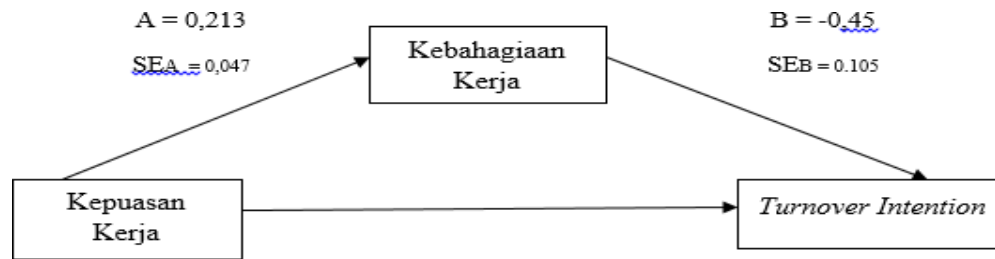 A = 0,213
SEA = 0,047
B = -0,45
SEB = 0.105
Kebahagiaan
Kerja
Kepuasan
Kerja
Turnover Intention